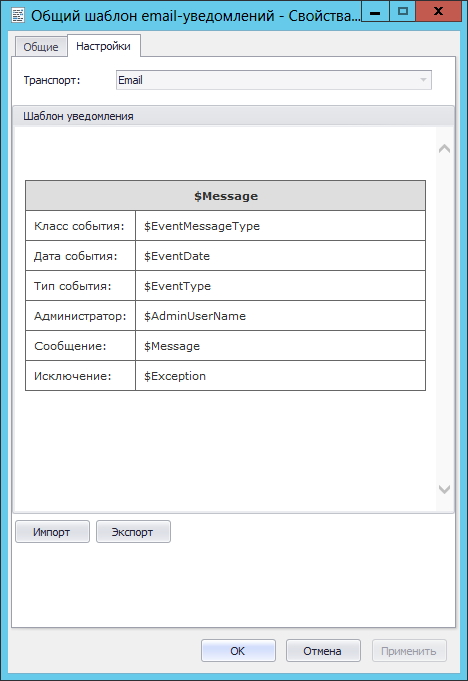 Общий шаблон email-уведомлений - Свойства...
Общие Настройки
Транспорт: Email
Шаблон уведомления
$Message
Класс события: $EventMessageType
Дата события: $EventDate
Тип события: $EventType
Администратор: $AdminUserName
Сообщение: $Message
Исключение: $Exception
Импорт Экспорт
OK Отмена Применить